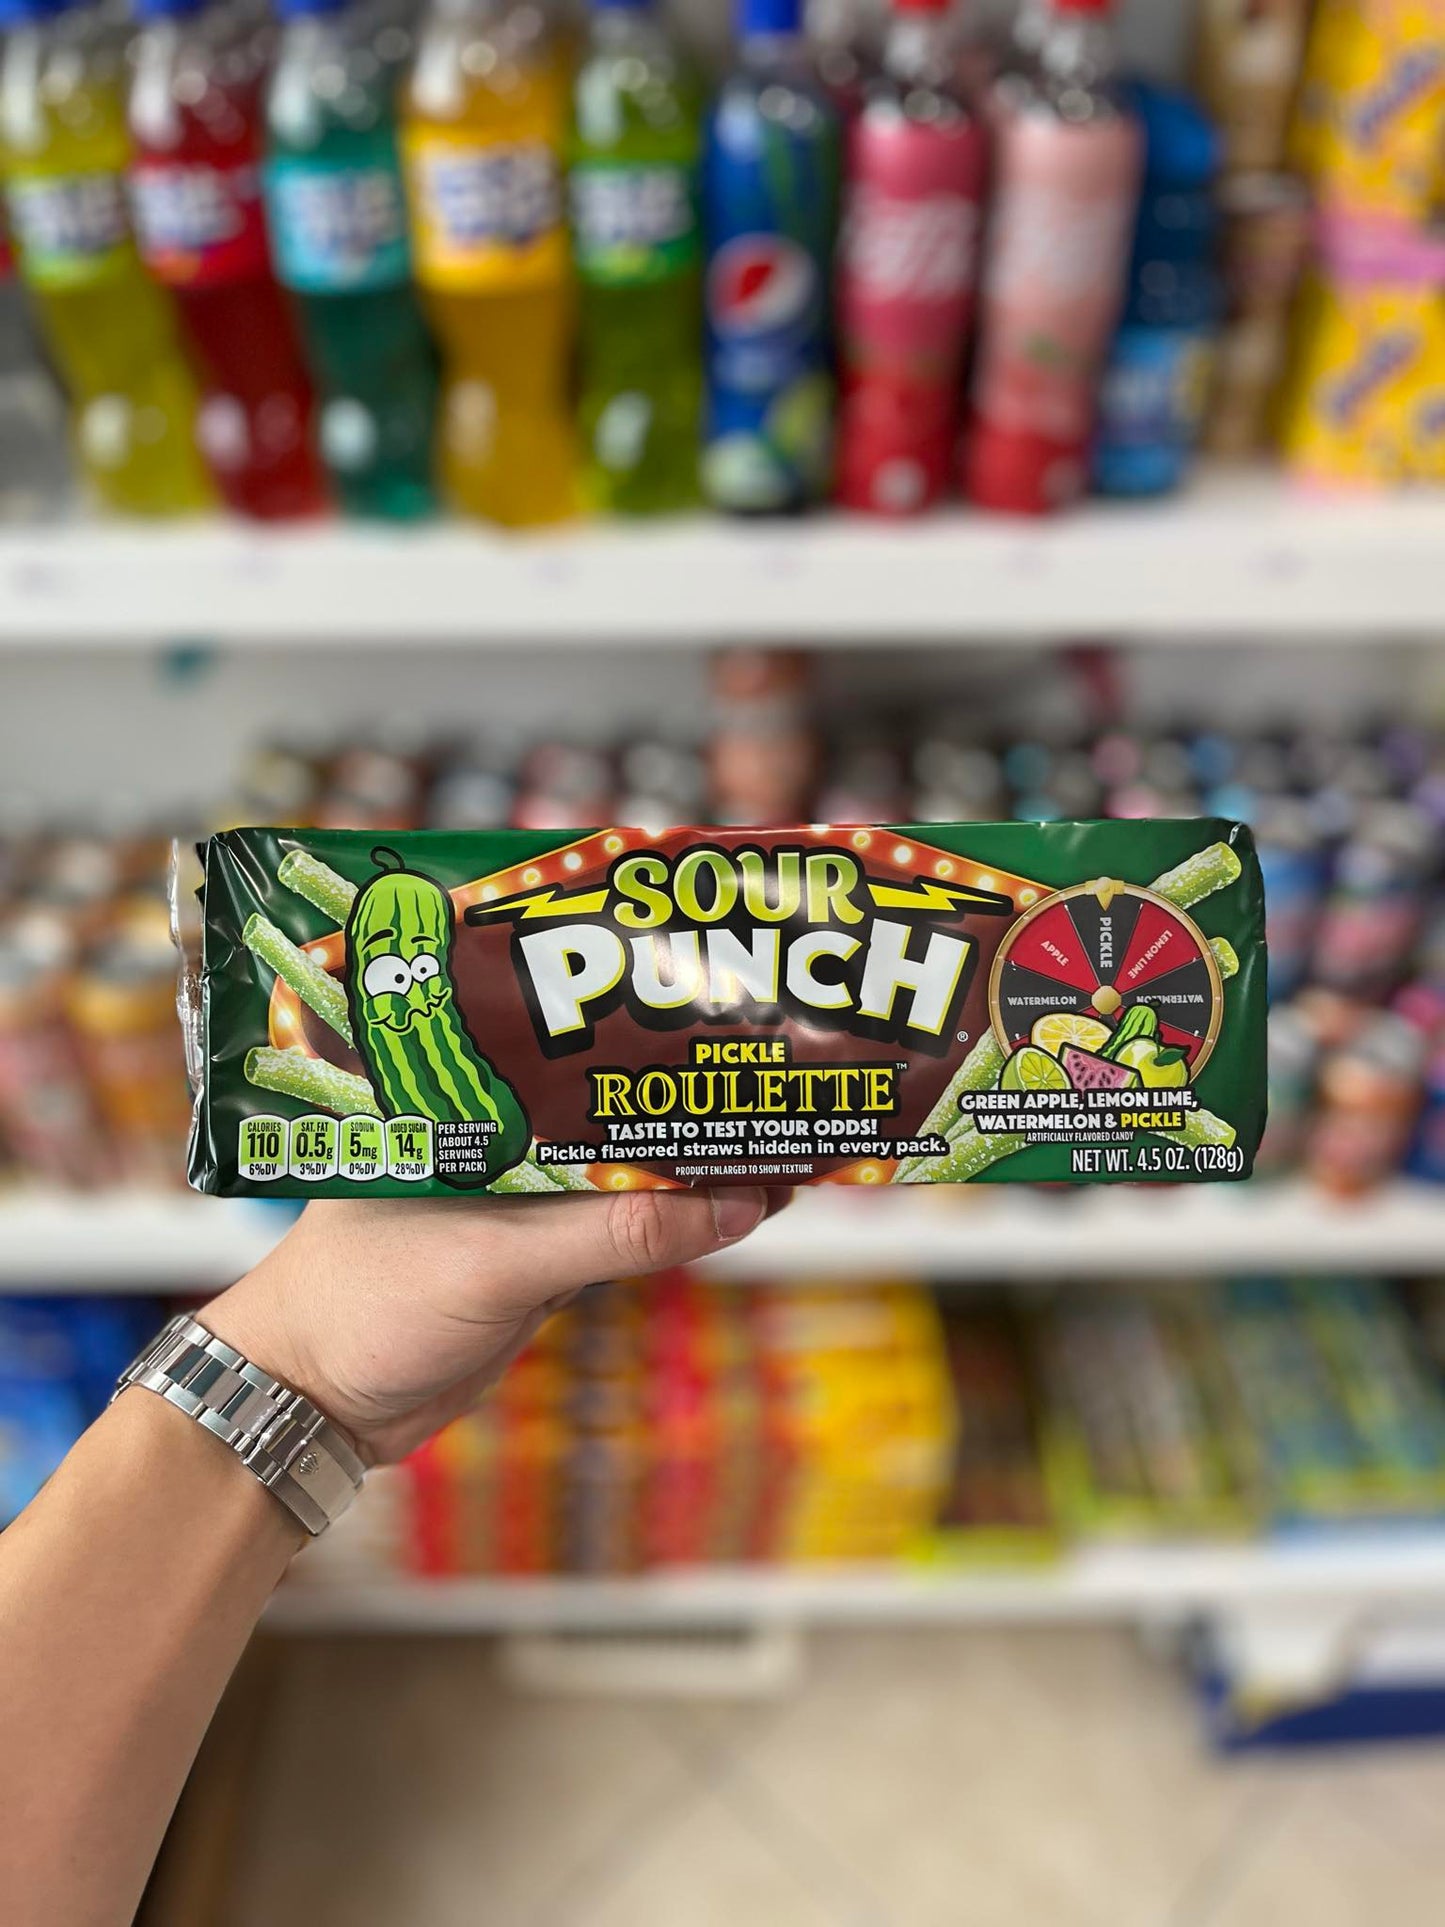 SOUR
PUNCH®
PICKLE
ROULETTE™
TASTE TO TEST YOUR ODDS!
Pickle flavored straws hidden in every pack.
PRODUCT ENLARGED TO SHOW TEXTURE
CALORIES
110
6%DV
SAT. FAT
0.5g
3%DV
SODIUM
5mg
0%DV
ADDED SUGAR
14g
28%DV
PER SERVING
(ABOUT 4.5
SERVINGS
PER PACK)
APPLE
PICKLE
LEMON LIME
WATERMELON
WATERMELON
GREEN APPLE, LEMON LIME,
WATERMELON & PICKLE
ARTIFICIALLY FLAVORED CANDY
NET WT. 4.5 OZ. (128g)